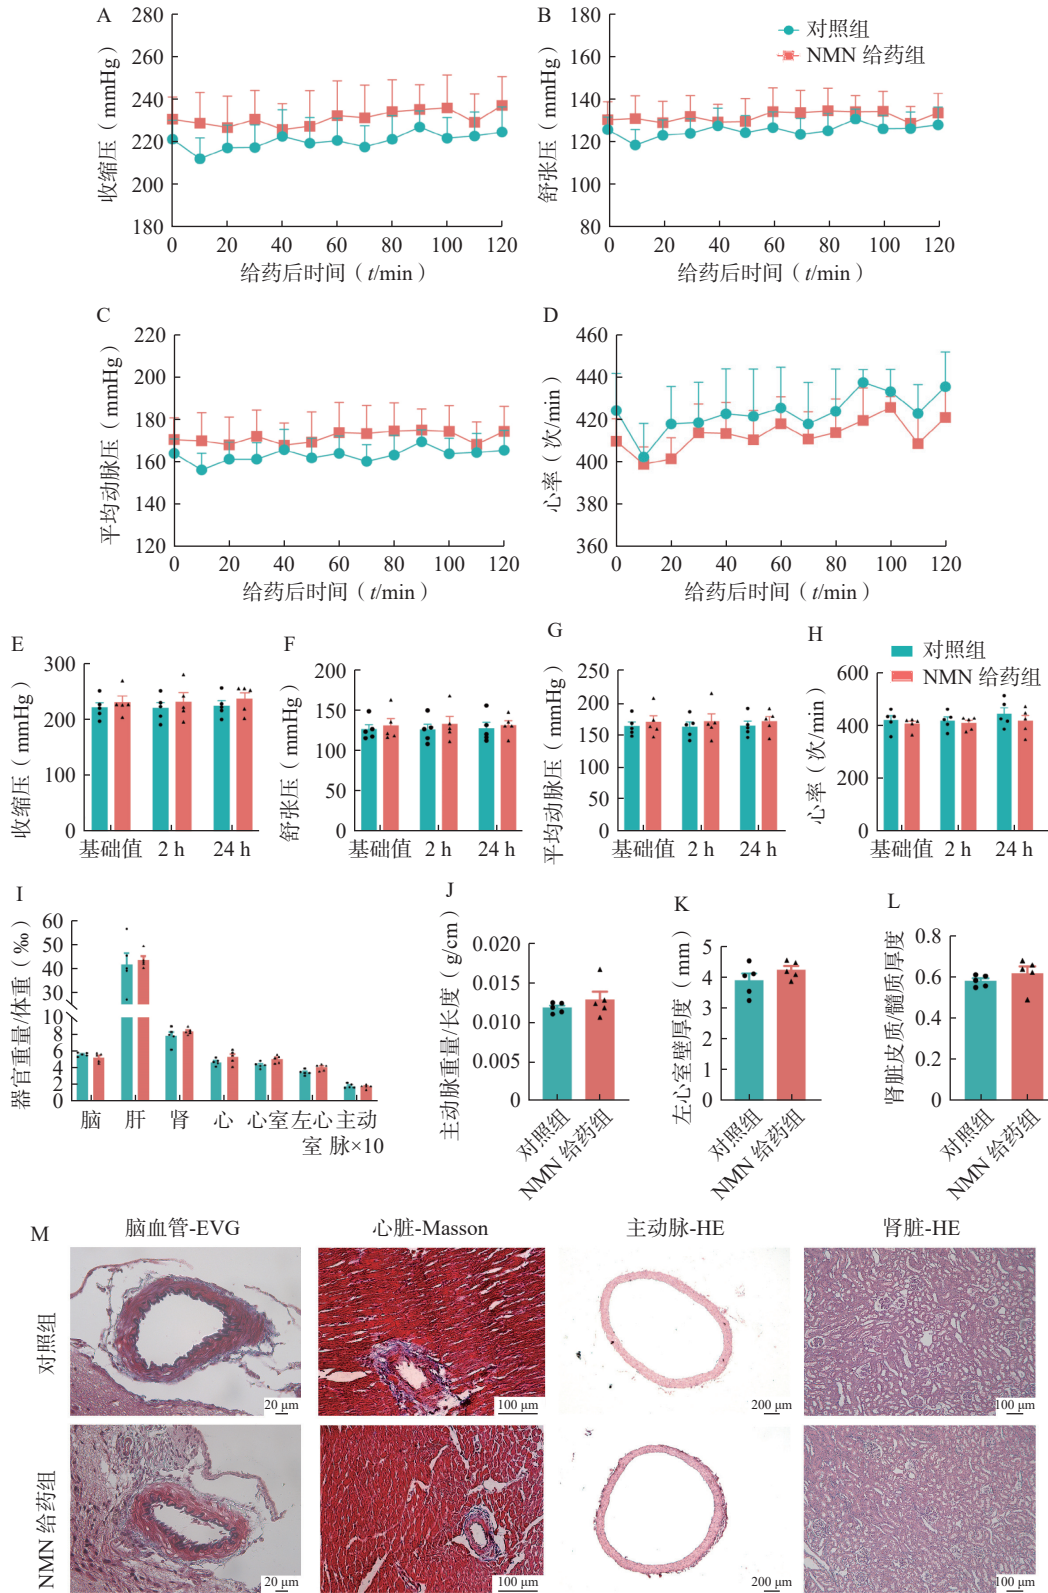 A
收缩压（mmHg）
280
260
240
220
200
180
0 20 40 60 80 100 120
给药后时间（t/min）
B
舒张压（mmHg）
180
160
140
120
100
80
0 20 40 60 80 100 120
给药后时间（t/min）
对照组
NMN 给药组
C
平均动脉压（mmHg）
220
200
180
160
140
120
0 20 40 60 80 100 120
给药后时间（t/min）
D
心率（次/min）
460
440
420
400
380
360
0 20 40 60 80 100 120
给药后时间（t/min）
E
收缩压（mmHg）
300
200
100
0
基础值 2 h 24 h
F
舒张压（mmHg）
200
150
100
50
0
基础值 2 h 24 h
G
平均动脉压（mmHg）
250
200
150
100
50
0
基础值 2 h 24 h
H
心率（次/min）
600
400
200
0
基础值 2 h 24 h
对照组
NMN 给药组
I
器官重量/体重（‰）
60
50
40
30
10
8
6
4
2
0
脑 肝 肾 心 心室 左心 主动
室 脉×10
J
主动脉重量/长度（g/cm）
0.020
0.015
0.010
0.005
0
对照组
NMN 给药组
K
左心室壁厚度（mm）
5
4
3
2
1
0
对照组
NMN 给药组
L
肾脏皮质/髓质厚度
0.8
0.6
0.4
0.2
0
对照组
NMN 给药组
M
脑血管-EVG 心脏-Masson 主动脉-HE 肾脏-HE
对照组
20 μm 100 μm 200 μm 100 μm
NMN 给药组
20 μm 100 μm 200 μm 100 μm